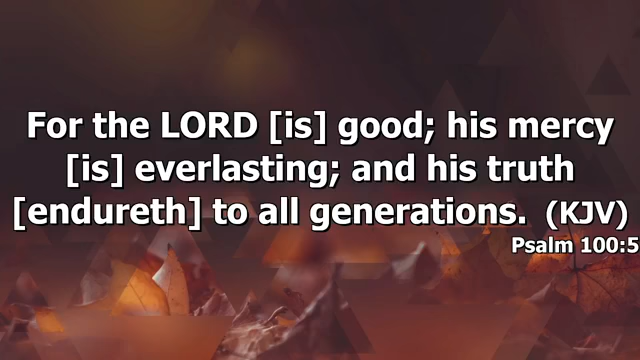 For the LORD [is] good; his mercy
[is] everlasting; and his truth
[endureth] to all generations. (KJV)
Psalm 100:5